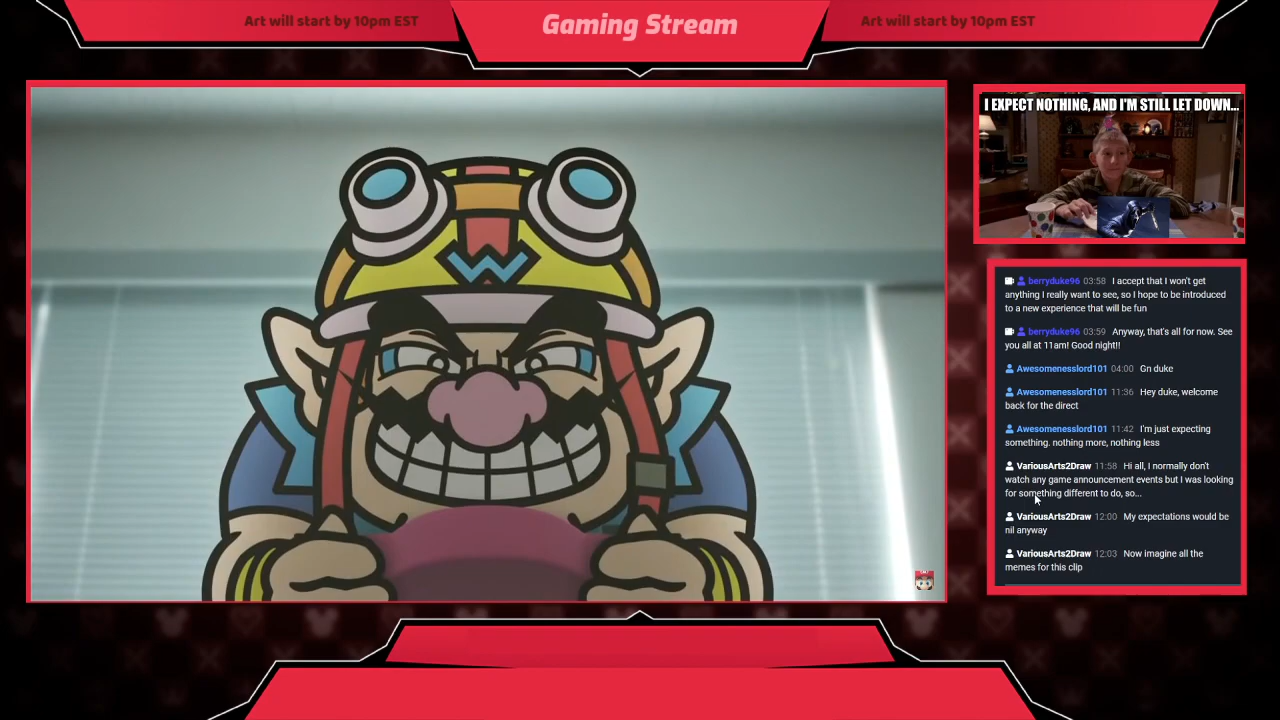 Art will start by 10pm EST
Gaming Stream
Art will start by 10pm EST
I EXPECT NOTHING, AND I'M STILL LET DOWN...
W
berryduke96 03:58 I accept that I won't get
anything I really want to see, so I hope to be introduced
to a new experience that will be fun
berryduke96 03:59 Anyway, that's all for now. See
you all at 11am! Good night!!
Awesomenesslord101 04:00 Gn duke
Awesomenesslord101 11:36 Hey duke, welcome
back for the direct
Awesomenesslord101 11:42 I'm just expecting
something. nothing more, nothing less
VariousArts2Draw 11:58 Hi all, I normally don't
watch any game announcement events but I was looking
for something different to do, so...
VariousArts2Draw 12:00 My expectations would be
nil anyway
VariousArts2Draw 12:03 Now imagine all the
memes for this clip